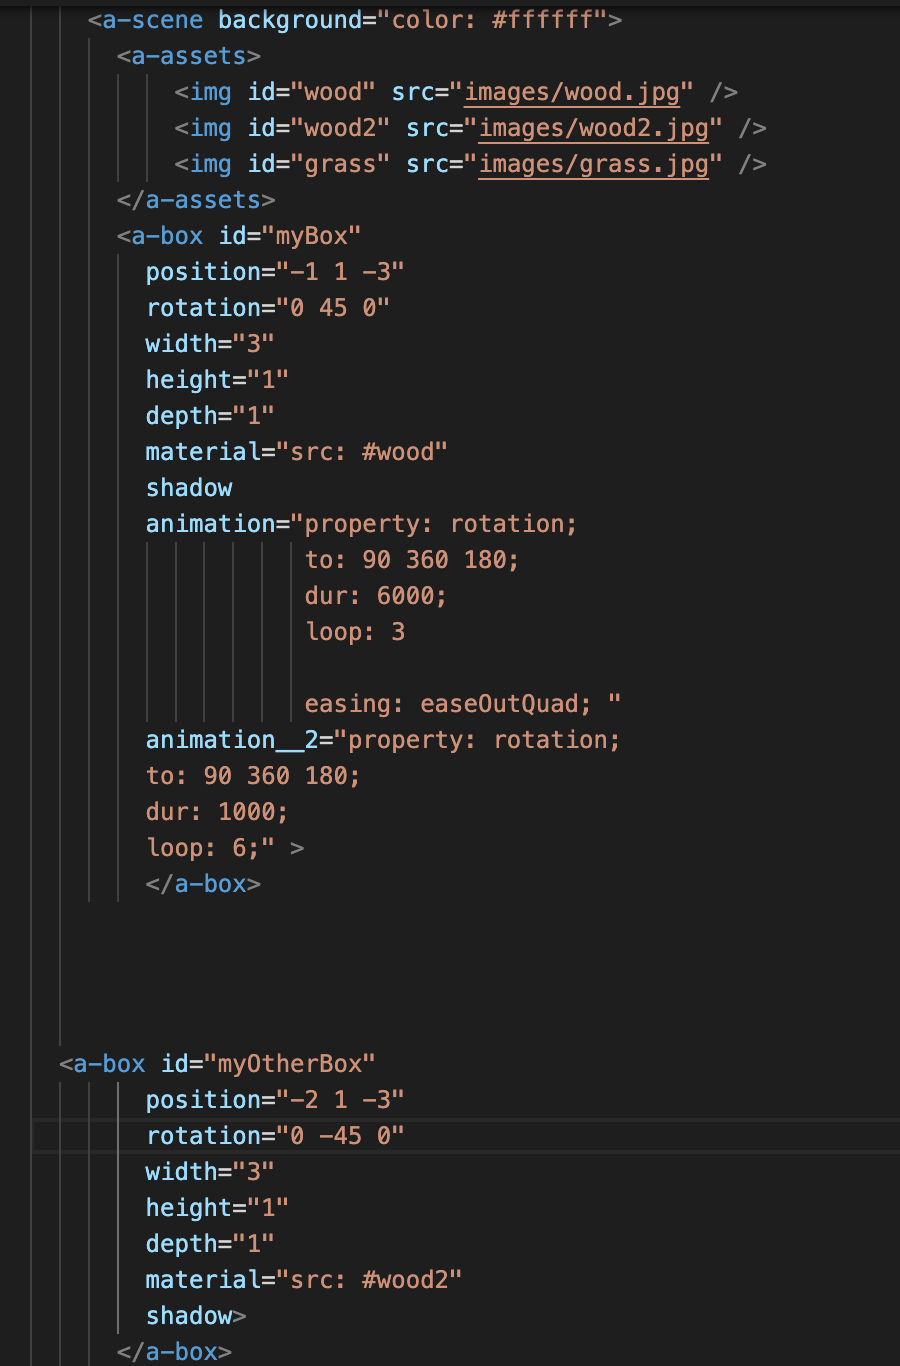 <a-scene background="color: #ffffff">
<a-assets>
<img id="wood" src="images/wood.jpg" />
<img id="wood2" src="images/wood2.jpg" />
<img id="grass" src="images/grass.jpg" />
</a-assets>
<a-box id="myBox"
position="-1 1 -3"
rotation="0 45 0"
width="3"
height="1"
depth="1"
material="src: #wood"
shadow
animation="property: rotation;
to: 90 360 180;
dur: 6000;
loop: 3
easing: easeOutQuad; "
animation__2="property: rotation;
to: 90 360 180;
dur: 1000;
loop: 6;" >
</a-box>
<a-box id="myOtherBox"
position="-2 1 -3"
rotation="0 -45 0"
width="3"
height="1"
depth="1"
material="src: #wood2"
shadow>
</a-box>